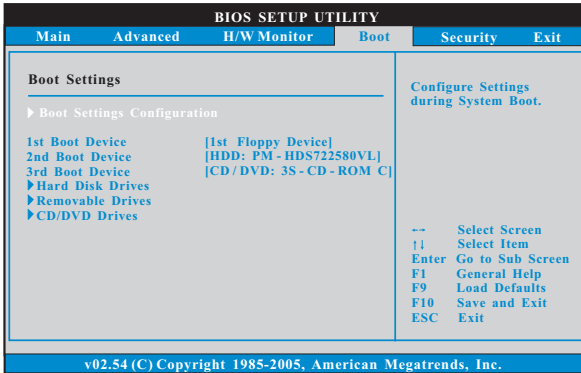 BIOS SETUP UTILITY
Main Advanced H/W Monitor Boot Security Exit
Boot Settings
Boot Settings Configuration
1st Boot Device [1st Floppy Device]
2nd Boot Device [HDD: PM - HDS722580VL]
3rd Boot Device [CD / DVD: 3S - CD - ROM C]
Hard Disk Drives
Removable Drives
CD/DVD Drives
Configure Settings
during System Boot.
←→ Select Screen
↑↓ Select Item
Enter Go to Sub Screen
F1 General Help
F9 Load Defaults
F10 Save and Exit
ESC Exit
v02.54 (C) Copyright 1985-2005, American Megatrends, Inc.